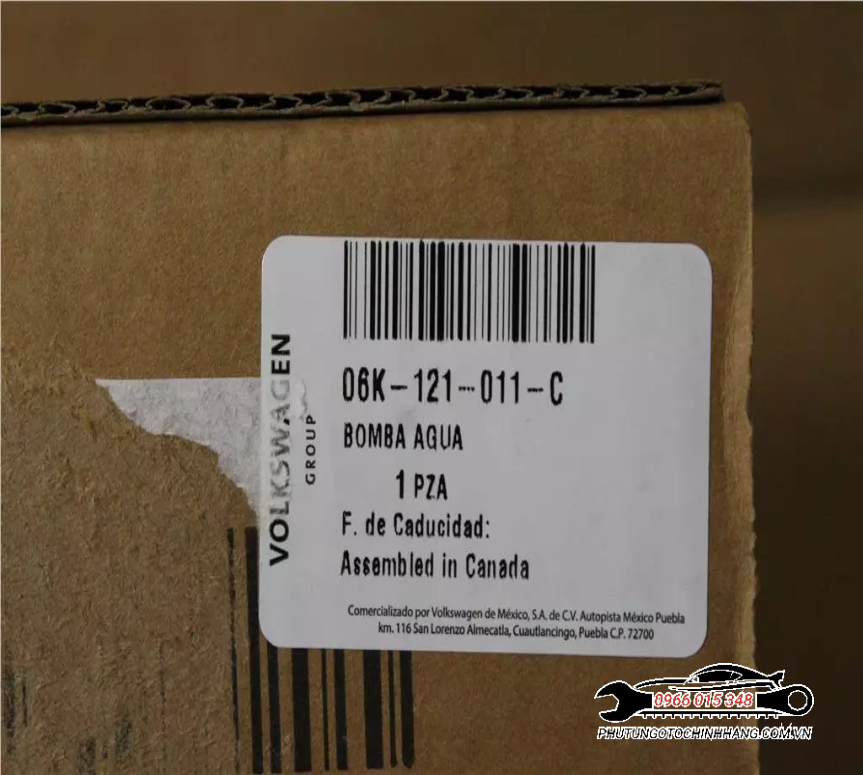 VOLKSWAGEN
GROUP
06K-121-011-C
BOMBA AGUA
1 PZA
F. de Caducidad:
Assembled in Canada
Comercializado por Volkswagen de México, S.A. de C.V. Autopista México Puebla
km. 116 San Lorenzo Almecatla, Cuautlancingo, Puebla C.P. 72700
0966 015 348
PHUTUNGOTOCHINHHANG.COM.VN